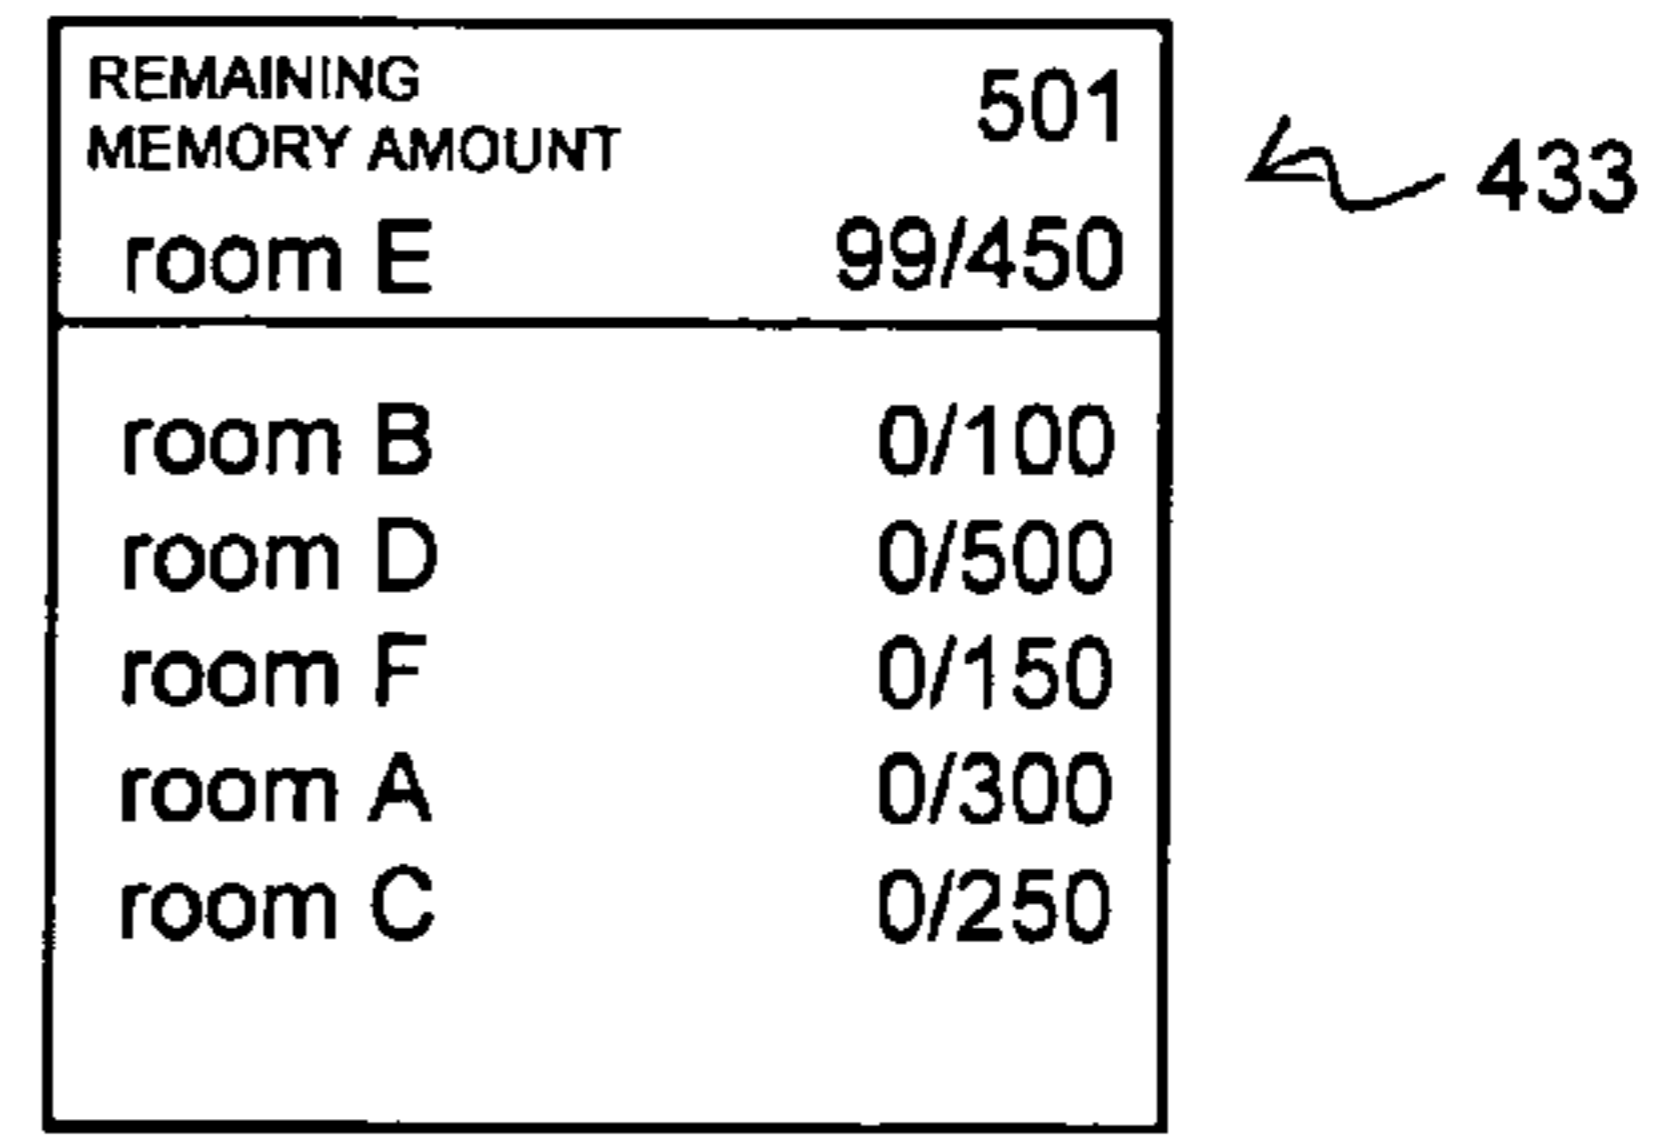 REMAINING
MEMORY AMOUNT 501
room E 99/450
room B 0/100
room D 0/500
room F 0/150
room A 0/300
room C 0/250
433